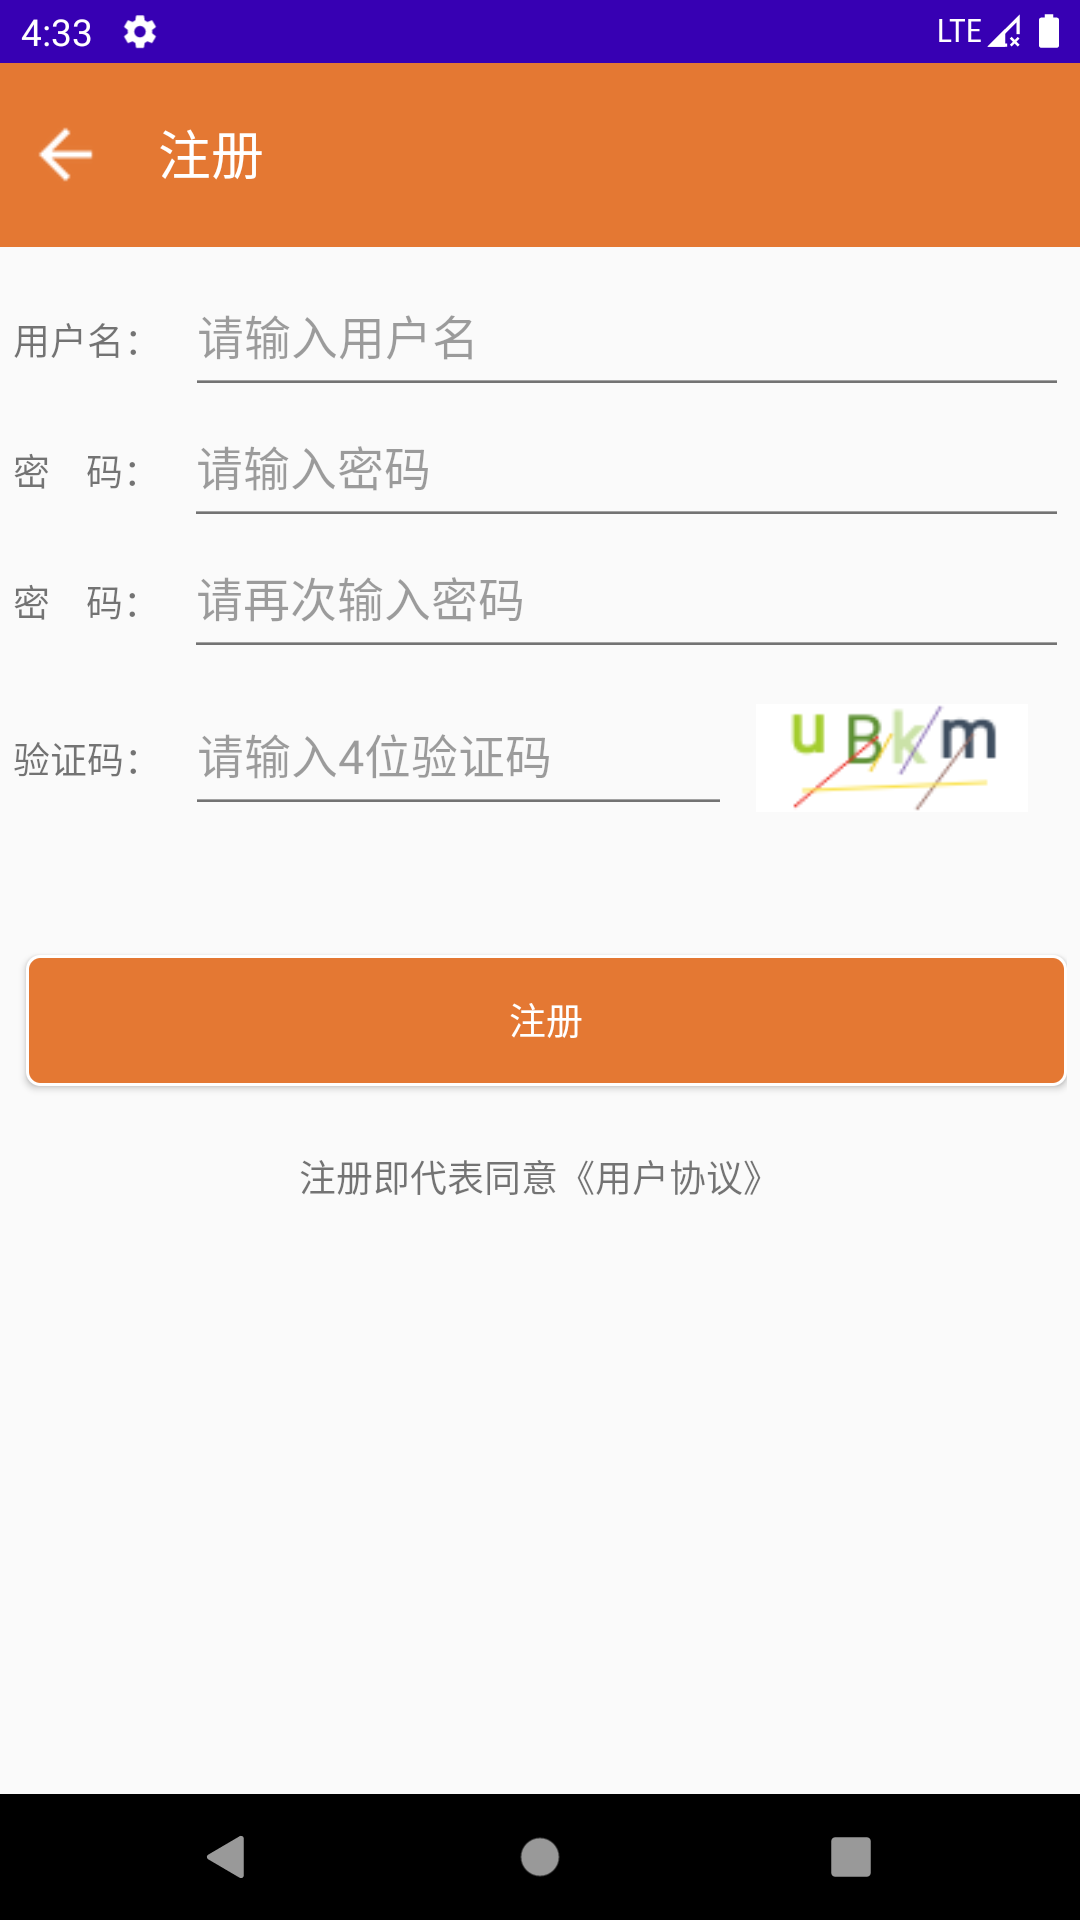 4:33 LTE
注册
用户名： 请输入用户名
密　码： 请输入密码
密　码： 请再次输入密码
验证码： 请输入4位验证码 uBkm
注册
注册即代表同意《用户协议》